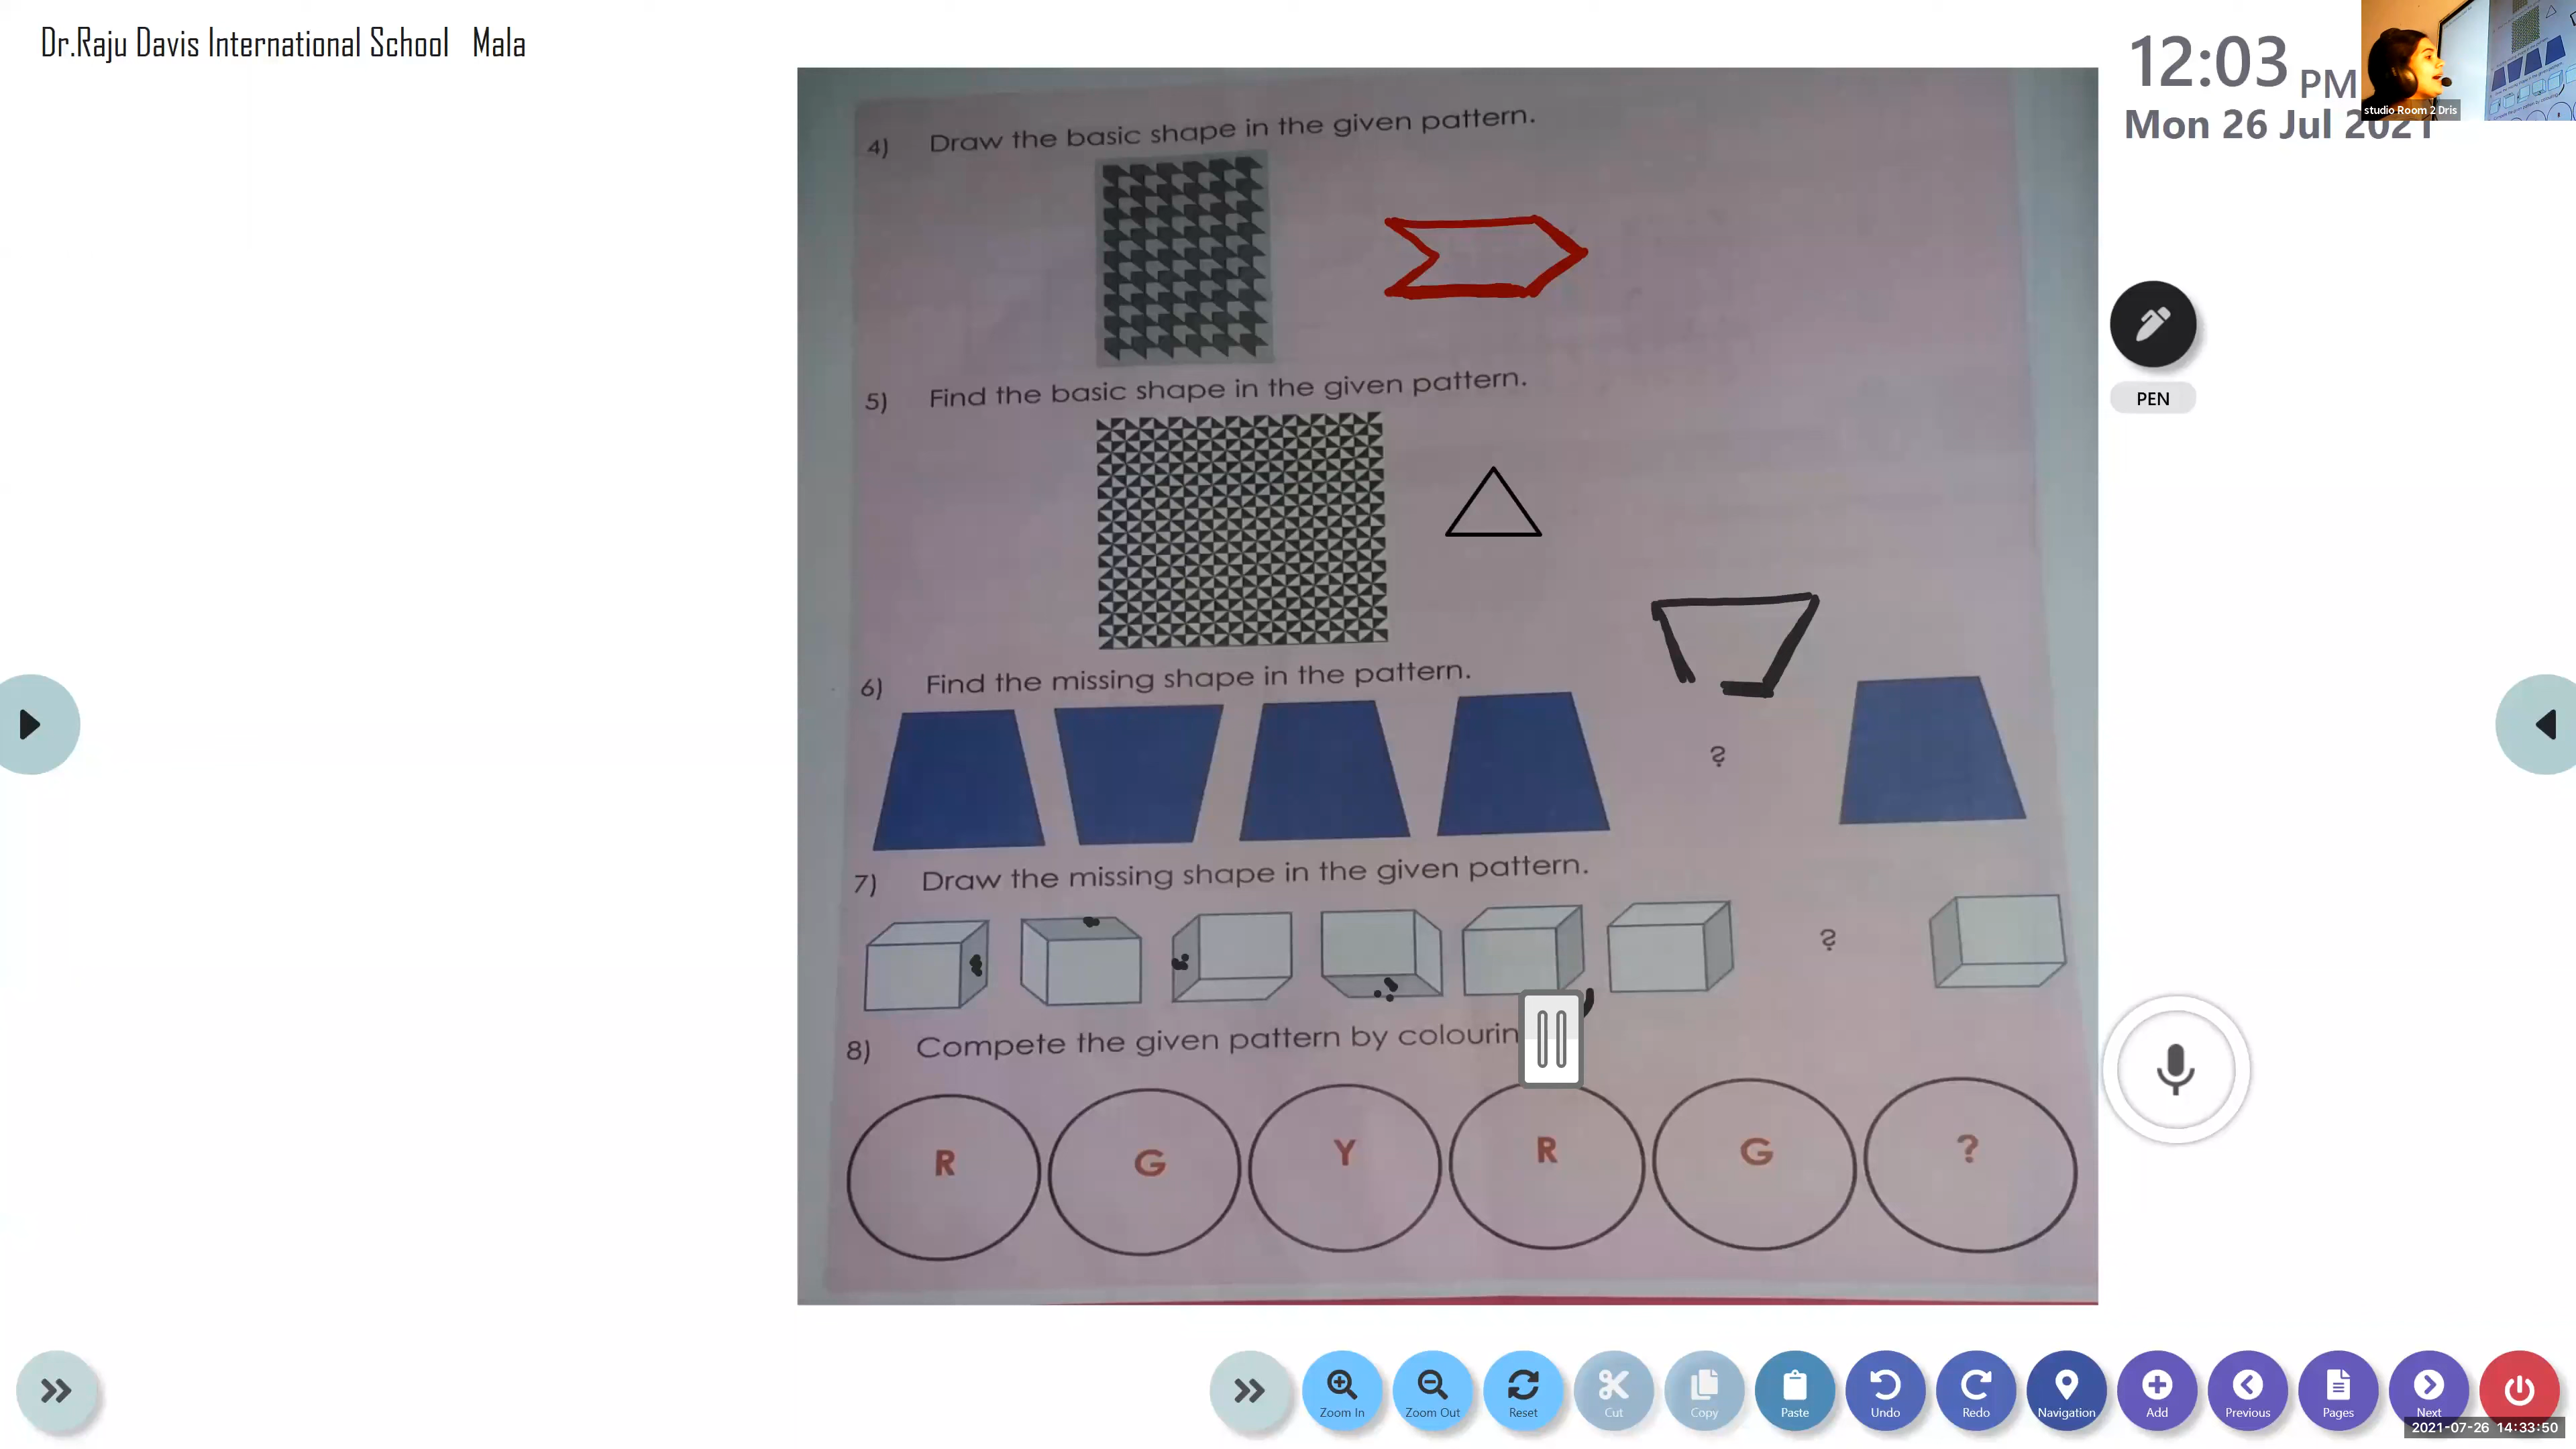 Dr.Raju Davis International School Mala
12:03 PM
Mon 26 Jul 2021
studio Room 2 Dris
4) Draw the basic shape in the given pattern.
PEN
5) Find the basic shape in the given pattern.
6) Find the missing shape in the pattern.
?
7) Draw the missing shape in the given pattern.
?
8) Compete the given pattern by colourin
R G Y R G ?
Zoom In Zoom Out Reset Cut Copy Paste Undo Redo Navigation Add Previous Pages Next
2021-07-26 14:33:50